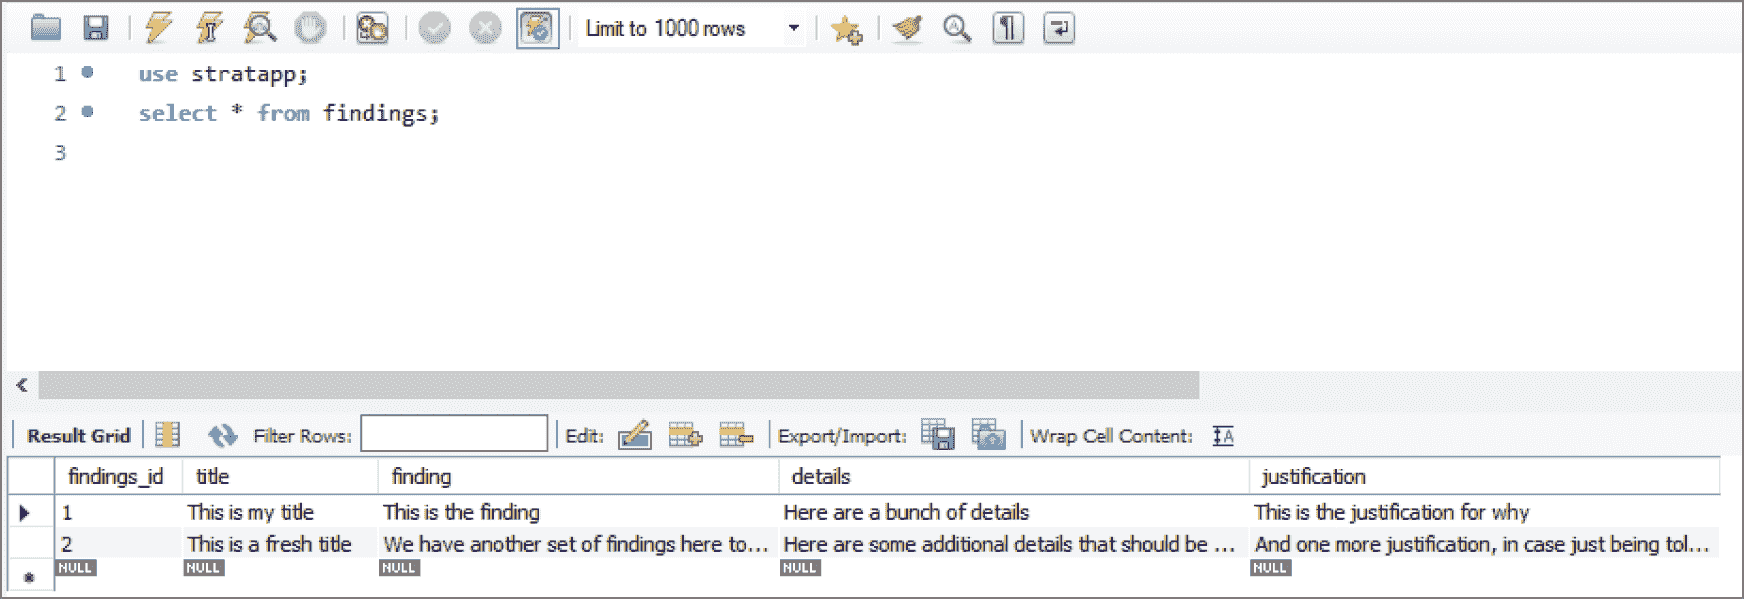 Limit to 1000 rows
1 use stratapp;
2 select * from findings;
3
Result Grid Filter Rows: Edit: Export/Import: Wrap Cell Content: A
findings_id title finding details justification
1 This is my title This is the finding Here are a bunch of details This is the justification for why
2 This is a fresh title We have another set of findings here to... Here are some additional details that should be ... And one more justification, in case just being tol...
NULL NULL NULL NULL NULL